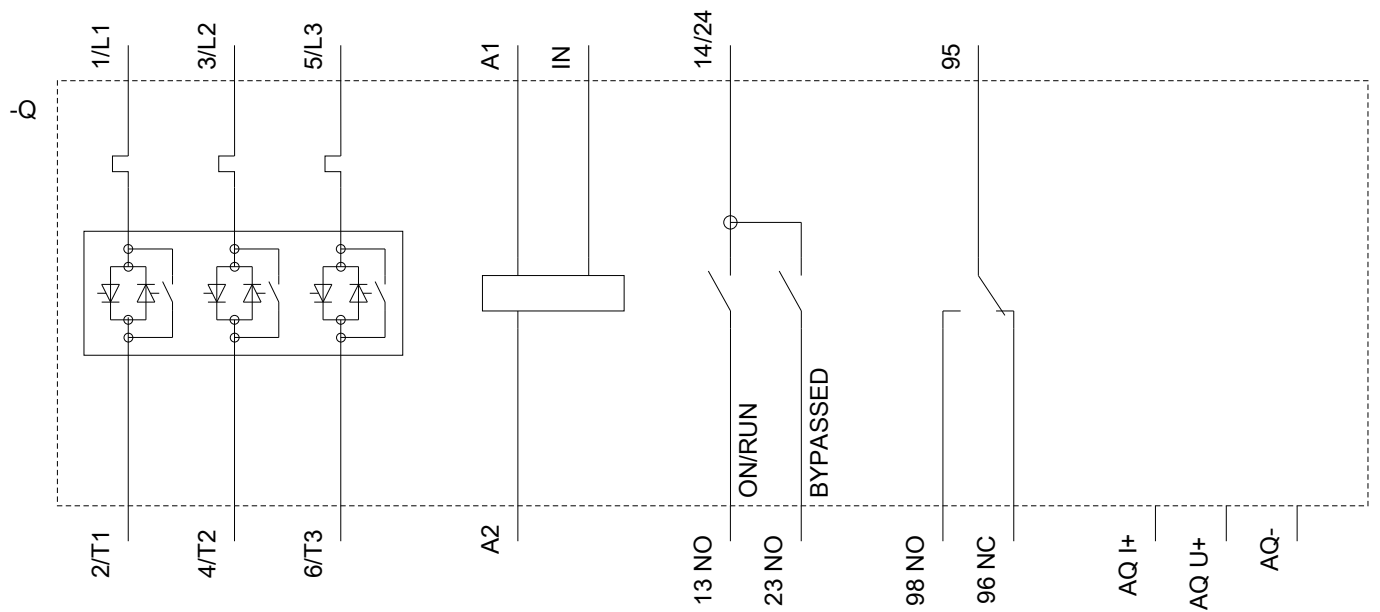 1/L1
3/L2
5/L3
A1
IN
14/24
95
-Q
ON/RUN
BYPASSED
2/T1
4/T2
6/T3
A2
13 NO
23 NO
98 NO
96 NC
AQ I+
AQ U+
AQ-